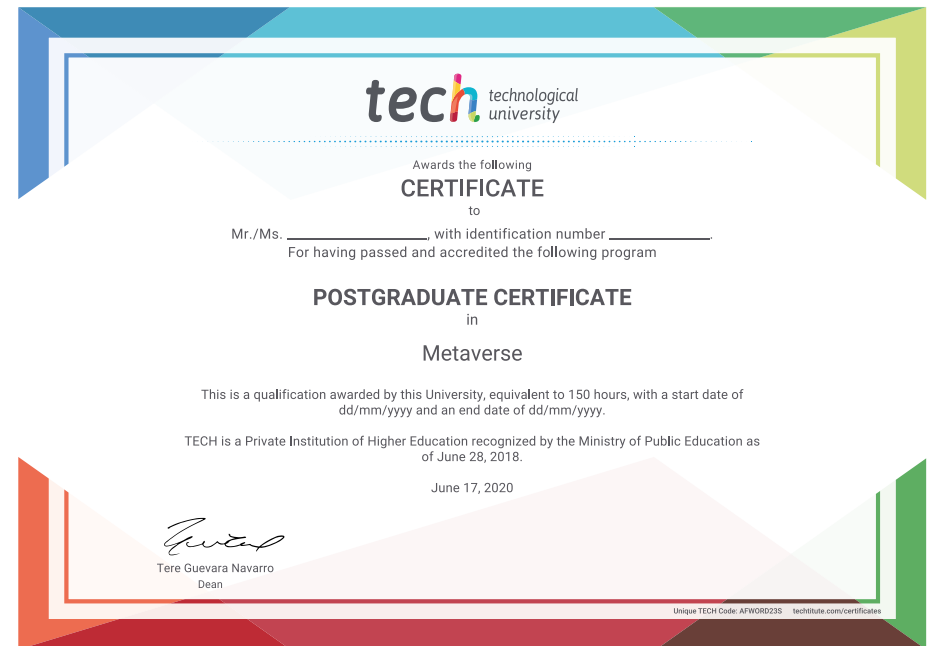 tech technological
university
Awards the following
CERTIFICATE
to
Mr./Ms. ____________________, with identification number ______________.
For having passed and accredited the following program
POSTGRADUATE CERTIFICATE
in
Metaverse
This is a qualification awarded by this University, equivalent to 150 hours, with a start date of
dd/mm/yyyy and an end date of dd/mm/yyyy.
TECH is a Private Institution of Higher Education recognized by the Ministry of Public Education as
of June 28, 2018.
June 17, 2020
Tere Guevara Navarro
Dean
Unique TECH Code: AFWORD23S techtitute.com/certificates